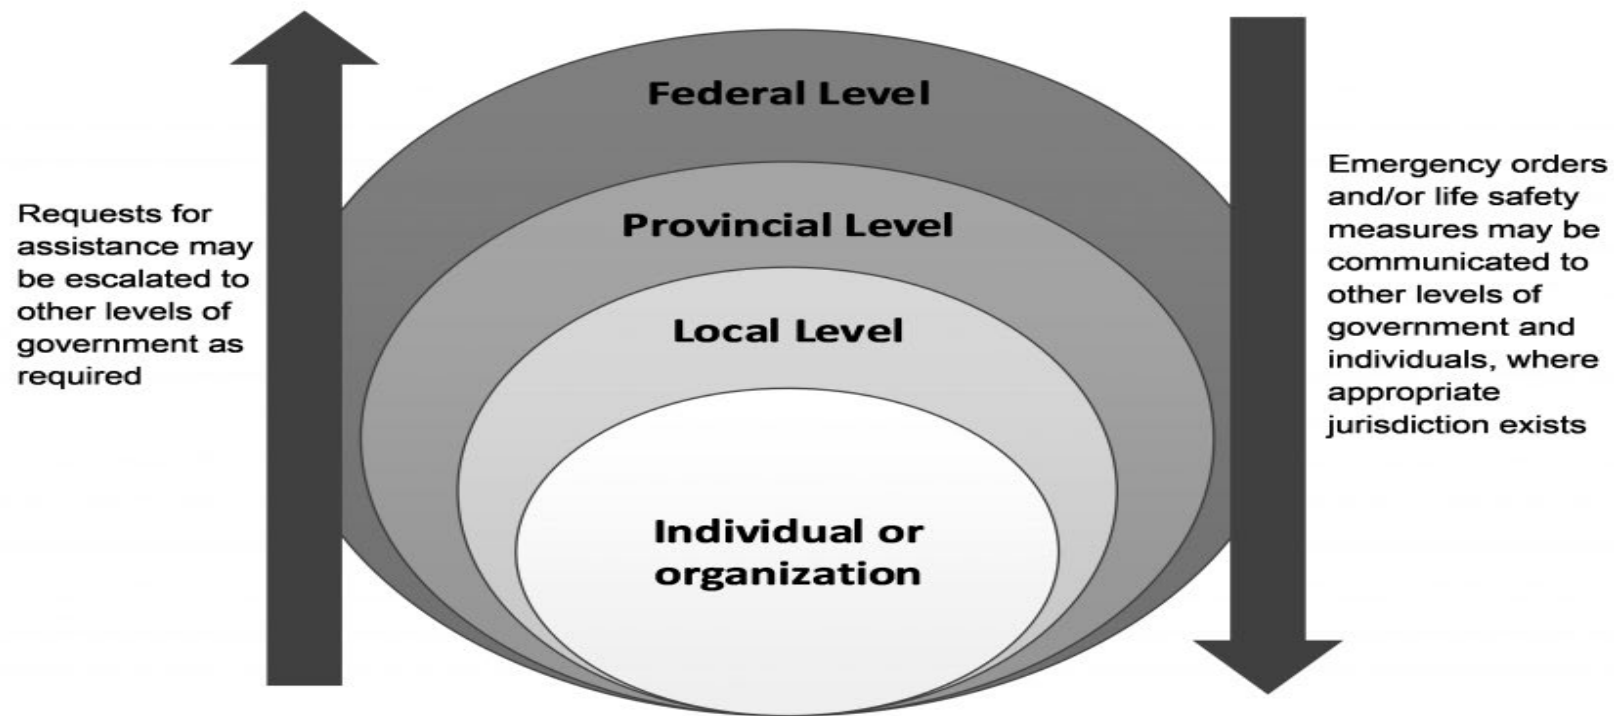 Federal Level
Provincial Level
Local Level
Individual or
organization
Requests for
assistance may
be escalated to
other levels of
government as
required
Emergency orders
and/or life safety
measures may be
communicated to
other levels of
government and
individuals, where
appropriate
jurisdiction exists